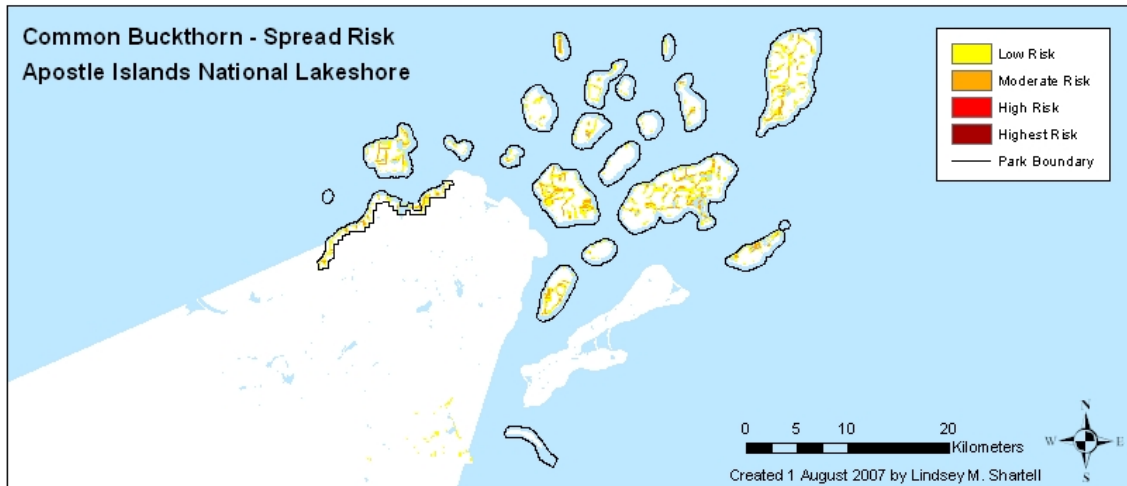 Common Buckthorn - Spread Risk
Apostle Islands National Lakeshore
Low Risk
Moderate Risk
High Risk
Highest Risk
Park Boundary
0 5 10 20
Kilometers
Created 1 August 2007 by Lindsey M. Shartell
N
W E
S